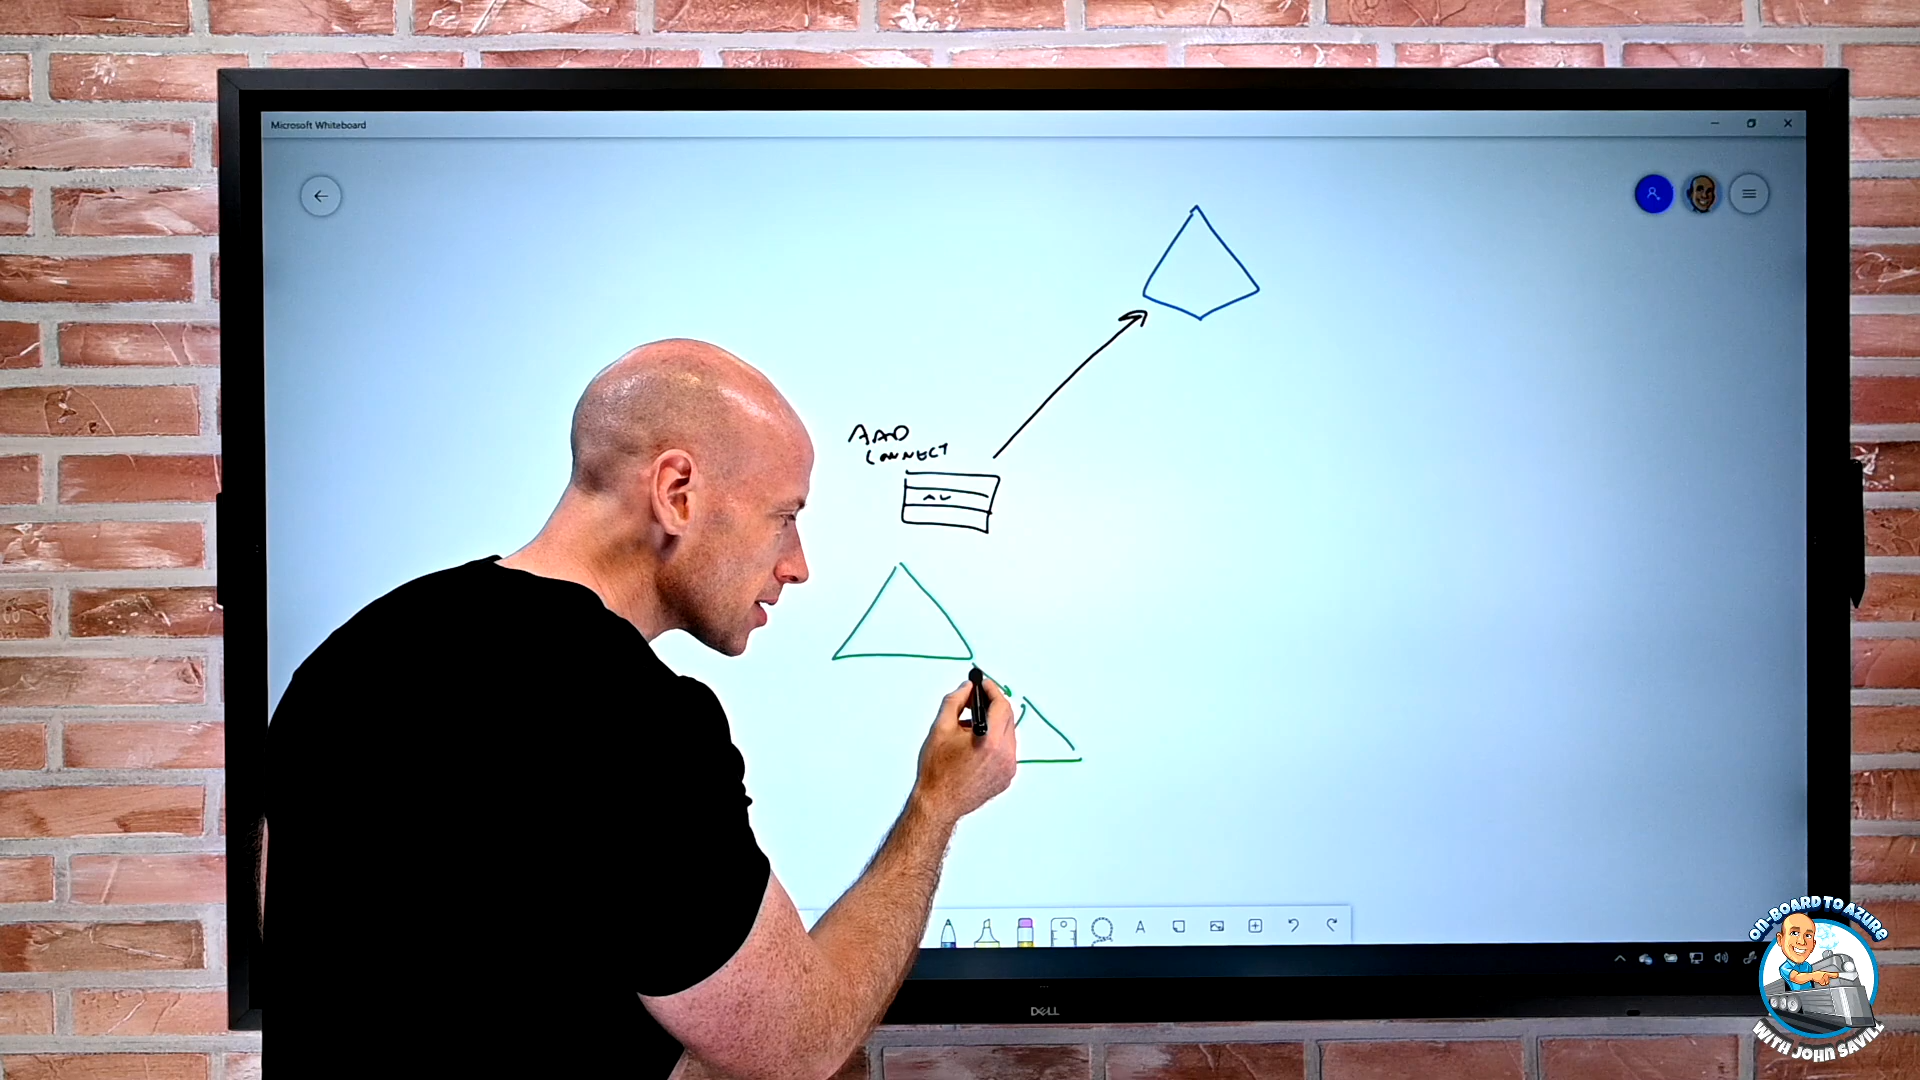 Microsoft Whiteboard
AAD
CONNECT
A
DELL
ON-BOARD TO AZURE
WITH JOHN SAVILL